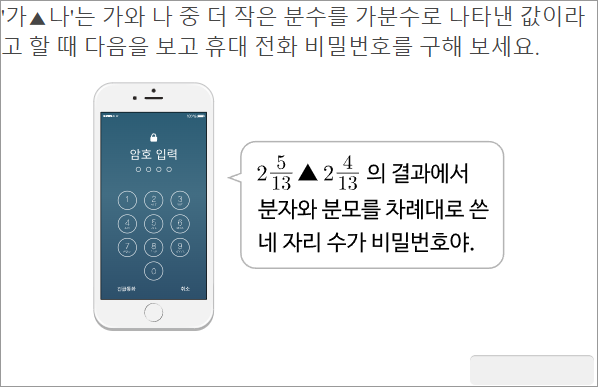 '가▲나'는 가와 나 중 더 작은 분수를 가분수로 나타낸 값이라
고 할 때 다음을 보고 휴대 전화 비밀번호를 구해 보세요.
암호 입력
1 2 3
4 5 6
7 8 9
0
긴급통화 취소
2 5/13 ▲ 2 4/13 의 결과에서
분자와 분모를 차례대로 쓴
네 자리 수가 비밀번호야.